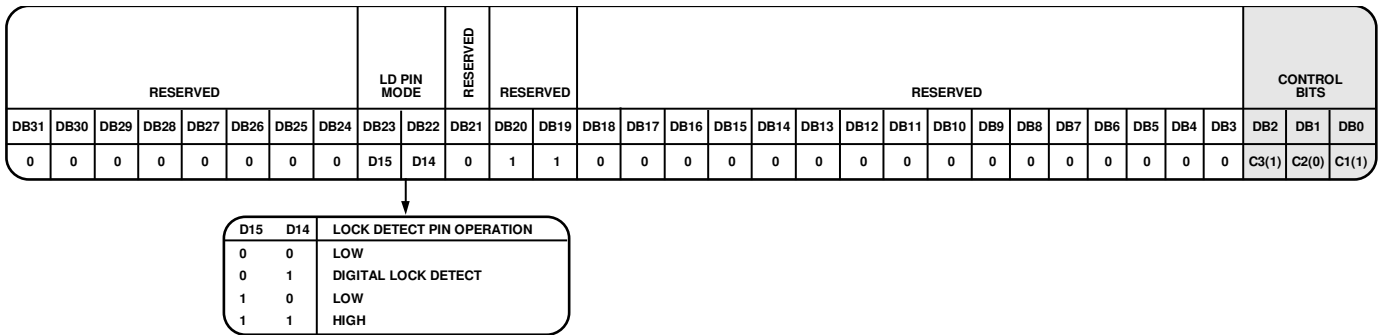 RESERVED LD PIN MODE RESERVED RESERVED RESERVED CONTROL BITS
DB31 DB30 DB29 DB28 DB27 DB26 DB25 DB24 DB23 DB22 DB21 DB20 DB19 DB18 DB17 DB16 DB15 DB14 DB13 DB12 DB11 DB10 DB9 DB8 DB7 DB6 DB5 DB4 DB3 DB2 DB1 DB0
0 0 0 0 0 0 0 0 D15 D14 0 1 1 0 0 0 0 0 0 0 0 0 0 0 0 0 0 0 0 C3(1) C2(0) C1(1)
D15 D14 LOCK DETECT PIN OPERATION
0 0 LOW
0 1 DIGITAL LOCK DETECT
1 0 LOW
1 1 HIGH